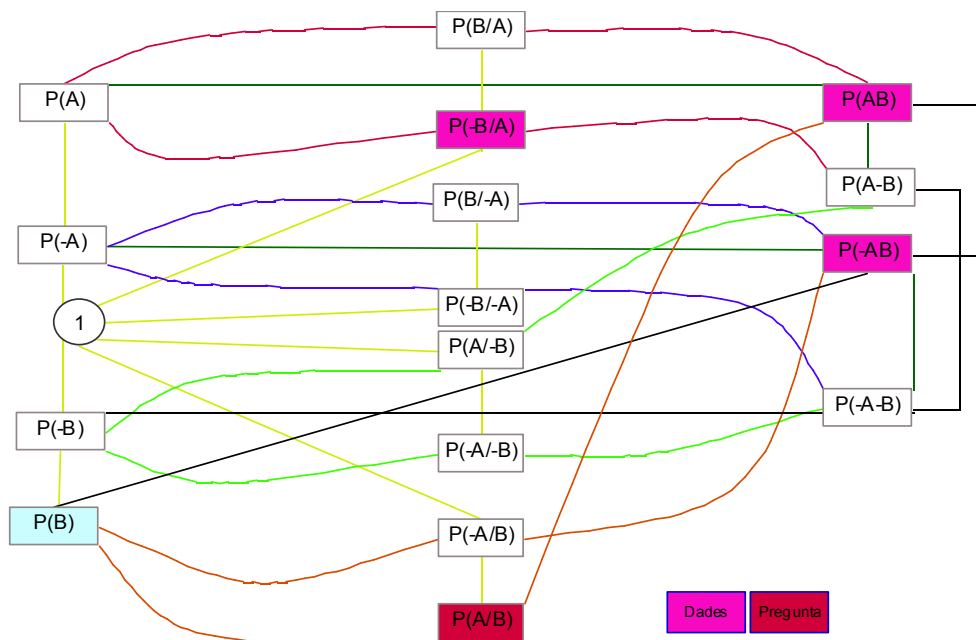 P(B/A)
P(A)
P(AB)
P(-B/A)
P(A-B)
P(B/-A)
P(-A)
P(-AB)
P(-B/-A)
1
P(A/-B)
P(-A-B)
P(-B)
P(-A/-B)
P(B)
P(-A/B)
P(A/B)
Dades
Pregunta